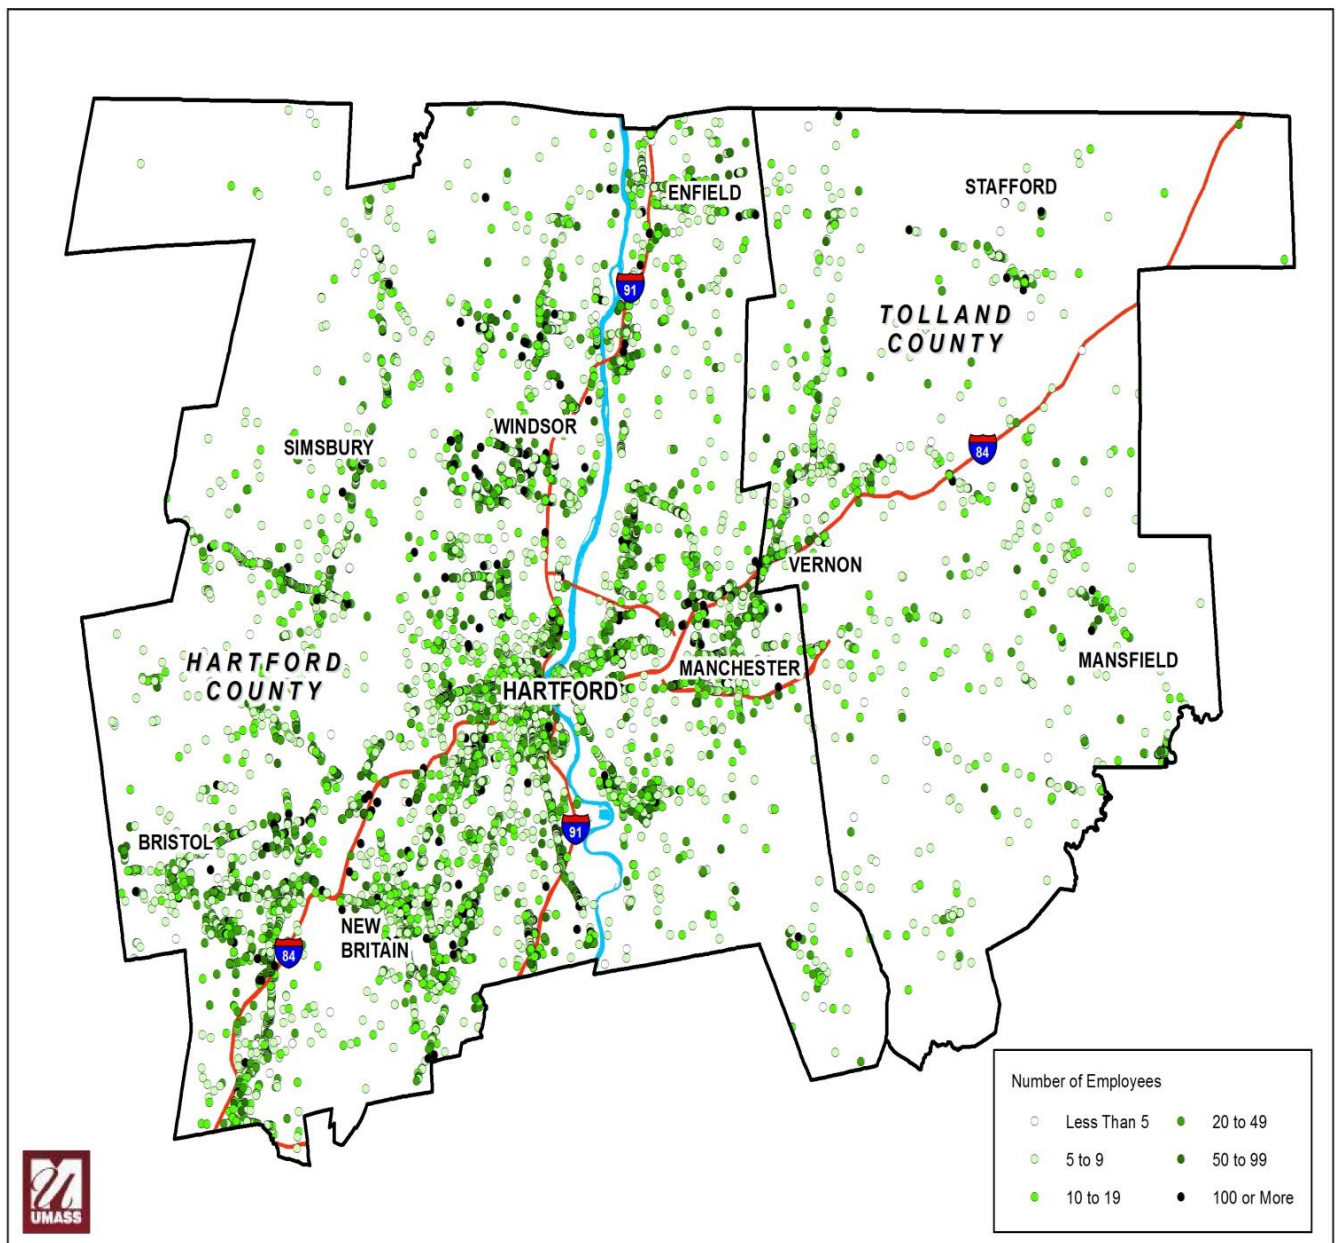 ENFIELD
STAFFORD
91
TOLLAND
COUNTY
WINDSOR
SIMSBURY
84
VERNON
HARTFORD
COUNTY
MANCHESTER
MANSFIELD
HARTFORD
91
BRISTOL
NEW
BRITAIN
84
Number of Employees
Less Than 5
20 to 49
5 to 9
50 to 99
10 to 19
100 or More
UMASS